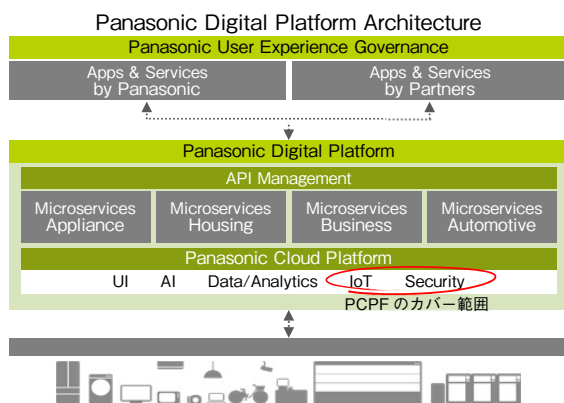 Panasonic Digital Platform Architecture
Panasonic User Experience Governance
Apps & Services
by Panasonic
Apps & Services
by Partners
Panasonic Digital Platform
API Management
Microservices
Appliance
Microservices
Housing
Microservices
Business
Microservices
Automotive
Panasonic Cloud Platform
UI AI Data/Analytics IoT Security
PCPF のカバー範囲